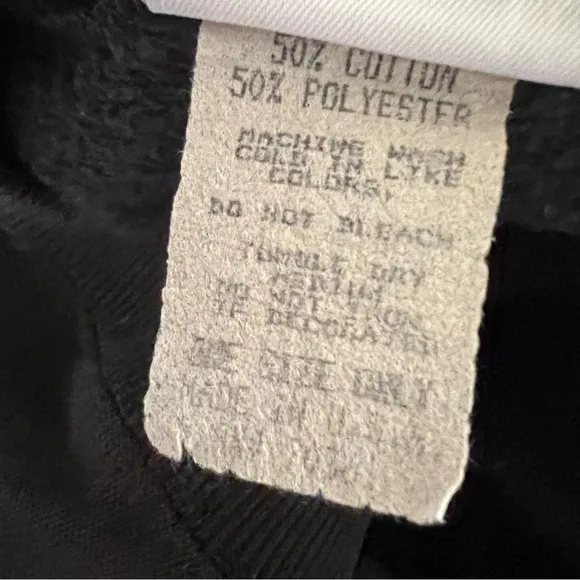 50% COTTON
50% POLYESTER
MACHINE WASH
COLD IN LIKE
COLORS,
DO NOT BLEACH
TUMBLE DRY
MEDIUM
DO NOT IRON
IF DECORATED
MADE IN